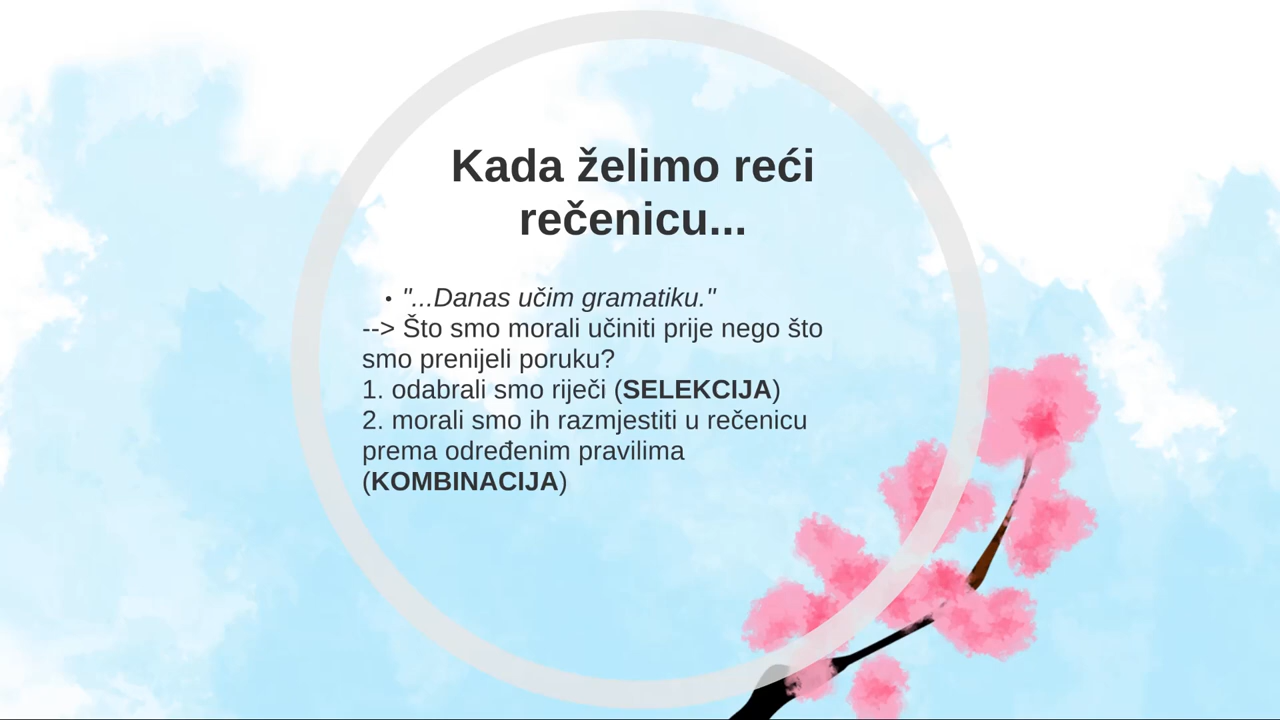 Kada želimo reći
rečenicu...
• "...Danas učim gramatiku."
--> Što smo morali učiniti prije nego što
smo prenijeli poruku?
1. odabrali smo riječi (SELEKCIJA)
2. morali smo ih razmjestiti u rečenicu
prema određenim pravilima
(KOMBINACIJA)